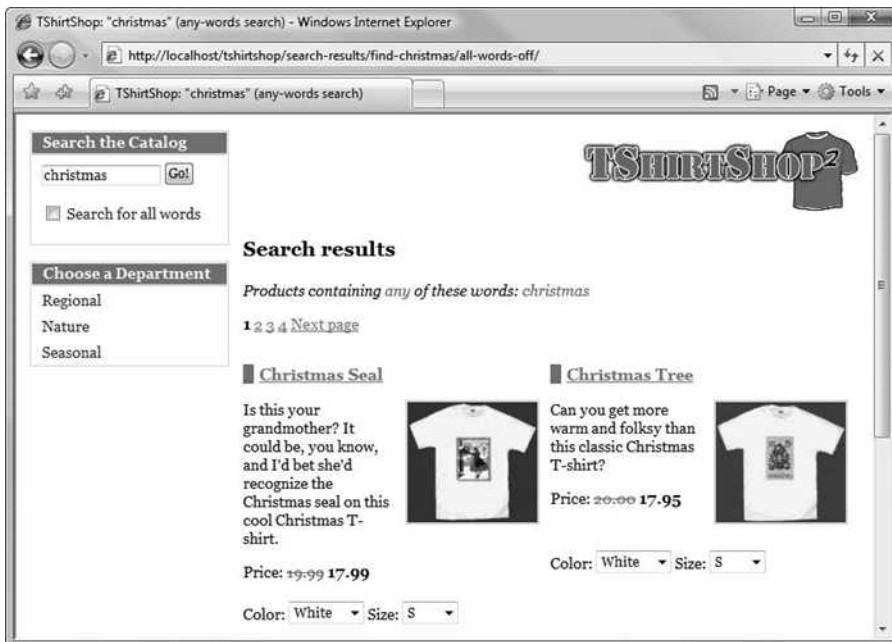 TShirtShop: "christmas" (any-words search) - Windows Internet Explorer
http://localhost/tshirtshop/search-results/find-christmas/all-words-off/
TShirtShop: "christmas" (any-words search)
Page
Tools
Search the Catalog
christmas
Go!
Search for all words
Choose a Department
Regional
Nature
Seasonal
TSHIRTSHOP²
Search results
Products containing any of these words: christmas
1 2 3 4 Next page
Christmas Seal
Is this your
grandmother? It
could be, you know,
and I'd bet she'd
recognize the
Christmas seal on this
cool Christmas T-
shirt.
Price: 19.99 17.99
Color: White Size: S
Christmas Tree
Can you get more
warm and folksy than
this classic Christmas
T-shirt?
Price: 20.00 17.95
Color: White Size: S